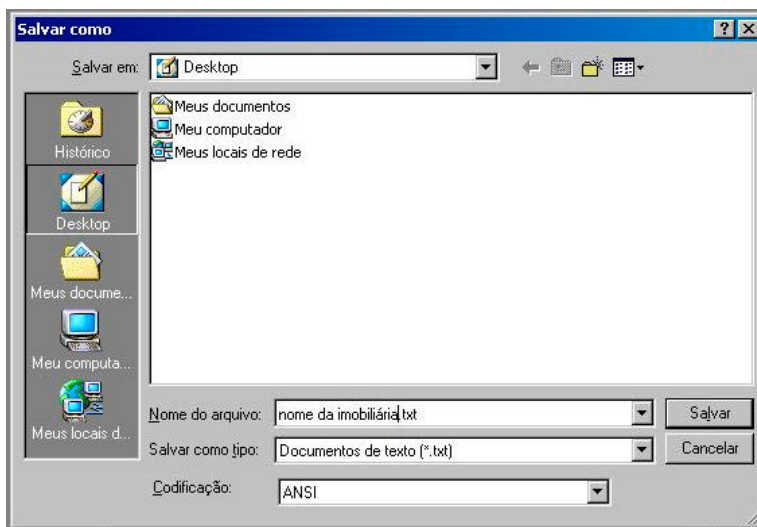 Salvar como
Salvar em: Desktop
Histórico
Desktop
Meus docume...
Meu computa...
Meus locais d...
Meus documentos
Meu computador
Meus locais de rede
Nome do arquivo: nome da imobiliária.txt Salvar
Salvar como tipo: Documentos de texto (*.txt) Cancelar
Codificação: ANSI